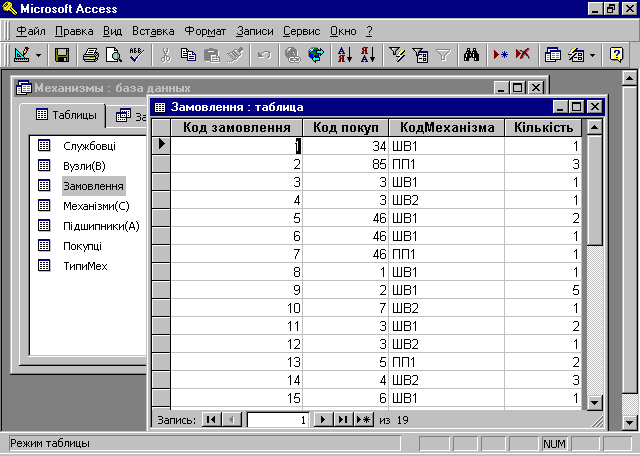 Microsoft Access
Файл Правка Вид Вставка Формат Записи Сервис Окно ?
Механизмы : база данных
Таблицы За
Службовці
Вузли(В)
Замовлення
Механізми(С)
Підшипники(А)
Покупці
ТипиМех
Замовлення : таблица
Код замовлення Код покуп КодМеханізма Кількість
1 34 ШВ1 1
2 85 ПП1 3
3 3 ШВ1 1
4 3 ШВ2 1
5 46 ШВ1 2
6 46 ШВ1 1
7 46 ПП1 1
8 1 ШВ1 1
9 2 ШВ1 5
10 7 ШВ2 1
11 3 ШВ1 2
12 3 ШВ2 1
13 5 ПП1 2
14 4 ШВ2 3
15 6 ШВ1 1
Запись: 1 из 19
Режим таблицы NUM